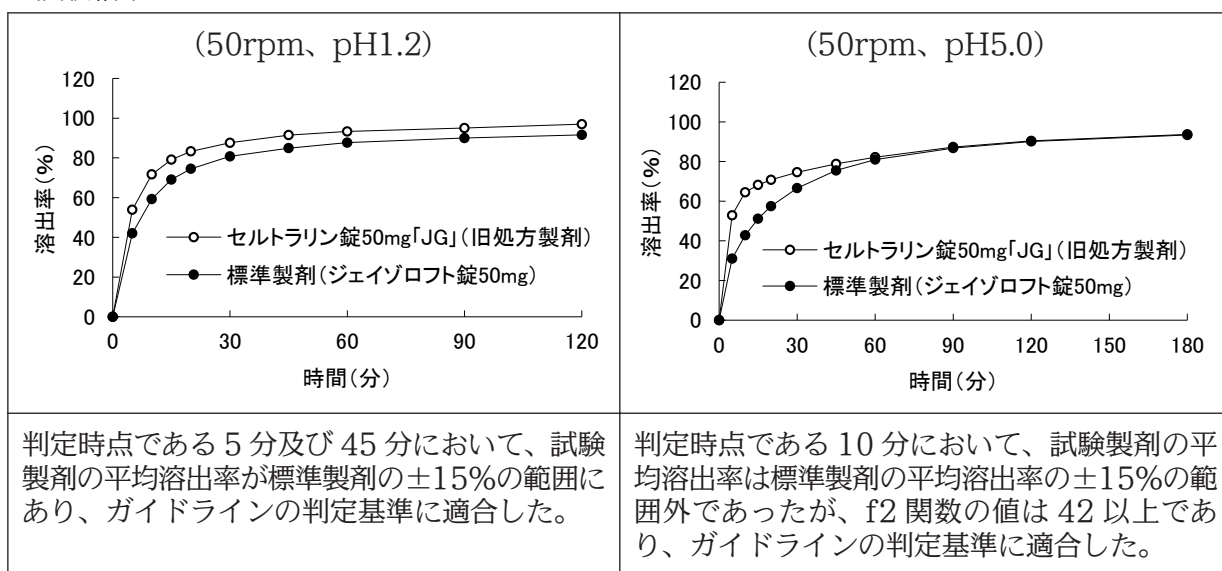 (50rpm、pH1.2)
120
100
80
60
40
20
0
溶出率(%)
セルトラリン錠50mg「JG」(旧処方製剤)
標準製剤(ジェイゾロフト錠50mg)
0 30 60 90 120
時間(分)
判定時点である 5 分及び 45 分において、試験
製剤の平均溶出率が標準製剤の±15%の範囲に
あり、ガイドラインの判定基準に適合した。
(50rpm、pH5.0)
120
100
80
60
40
20
0
溶出率(%)
セルトラリン錠50mg「JG」(旧処方製剤)
標準製剤(ジェイゾロフト錠50mg)
0 30 60 90 120 150 180
時間(分)
判定時点である 10 分において、試験製剤の平
均溶出率は標準製剤の平均溶出率の±15%の範
囲外であったが、f2 関数の値は 42 以上であ
り、ガイドラインの判定基準に適合した。